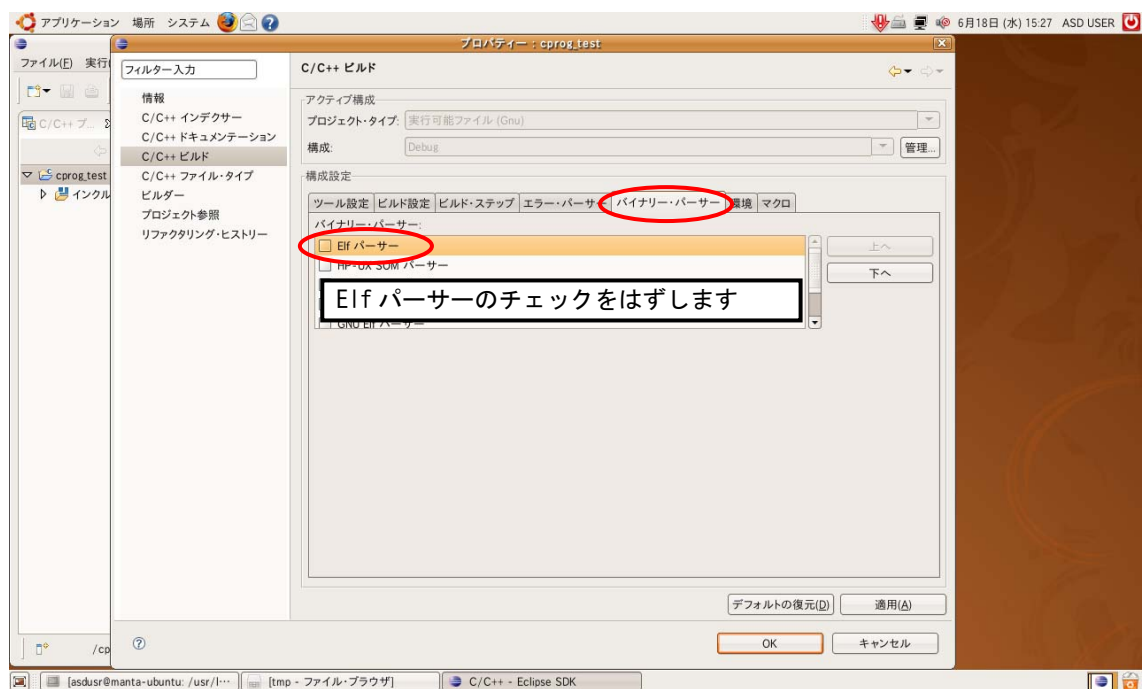 アプリケーション 場所 システム
6月18日 (水) 15:27 ASD USER
プロパティー : cprog_test
ファイル(F) 実行
フィルター入力
C/C++ ビルド
情報
C/C++ インデクサー
C/C++ ドキュメンテーション
C/C++ ビルド
C/C++ ファイル・タイプ
ビルダー
プロジェクト参照
リファクタリング・ヒストリー
C/C++ プ...
cprog_test
インクル
アクティブ構成
プロジェクト・タイプ: 実行可能ファイル (Gnu)
構成: Debug 管理...
構成設定
ツール設定 ビルド設定 ビルド・ステップ エラー・パーサー バイナリー・パーサー 環境 マクロ
バイナリー・パーサー:
Elf パーサー
上へ
HP-UX SOM パーサー
下へ
Elfパーサーのチェックをはずします
GNU Elf パーサー
デフォルトの復元(D) 適用(A)
/cp
OK キャンセル
[asdusr@manta-ubuntu: /usr/l… [tmp - ファイル・ブラウザ] C/C++ - Eclipse SDK